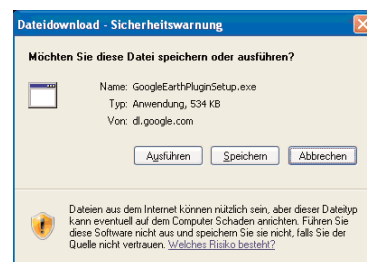 Dateidownload - Sicherheitswarnung
Möchten Sie diese Datei speichern oder ausführen?
Name: GoogleEarthPluginSetup.exe
Typ: Anwendung, 534 KB
Von: dl.google.com
Ausführen Speichern Abbrechen
Dateien aus dem Internet können nützlich sein, aber dieser Dateityp
kann eventuell auf dem Computer Schaden anrichten. Führen Sie
diese Software nicht aus und speichern Sie sie nicht, falls Sie der
Quelle nicht vertrauen. Welches Risiko besteht?